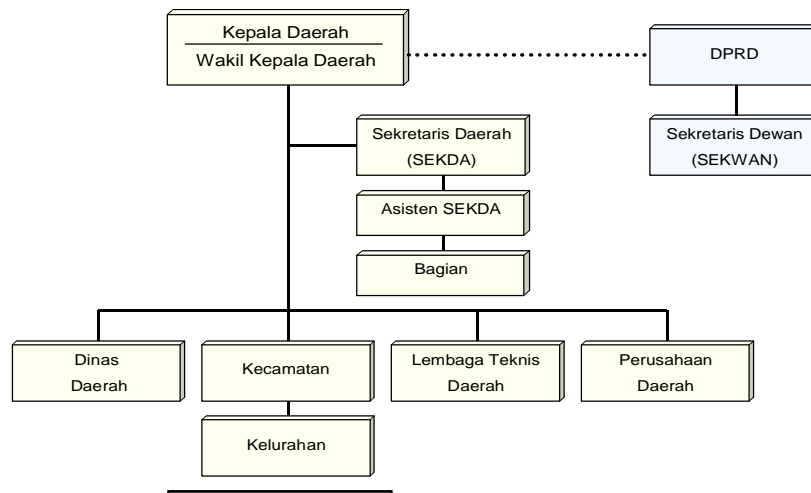 Kepala Daerah
Wakil Kepala Daerah
DPRD
Sekretaris Daerah
(SEKDA)
Sekretaris Dewan
(SEKWAN)
Asisten SEKDA
Bagian
Dinas
Daerah
Kecamatan
Lembaga Teknis
Daerah
Perusahaan
Daerah
Kelurahan